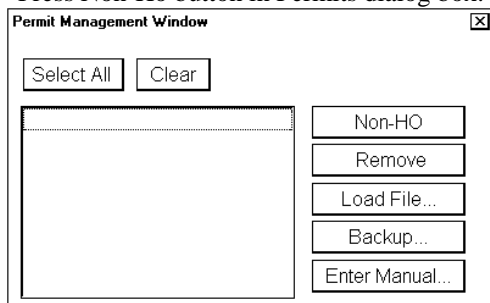 Press Non-HO button in Permits dialog box.
Permit Management Window
Select All Clear
Non-HO
Remove
Load File...
Backup...
Enter Manual...